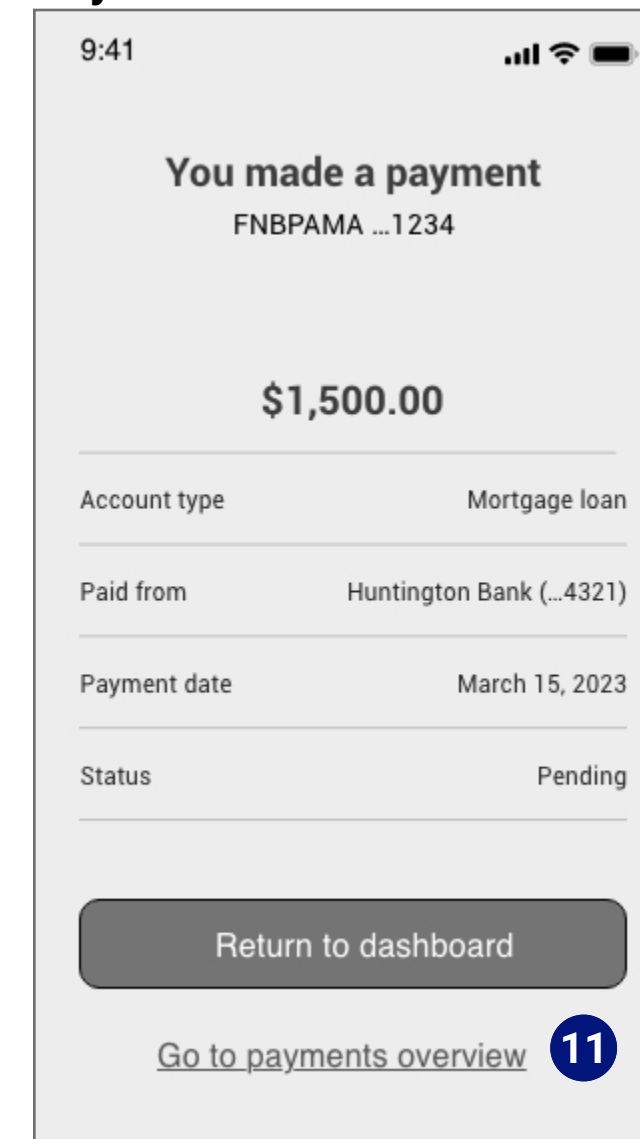 9:41
You made a payment
FNBPAMA ...1234
$1,500.00
Account type Mortgage loan
Paid from Huntington Bank (...4321)
Payment date March 15, 2023
Status Pending
Return to dashboard
Go to payments overview 11